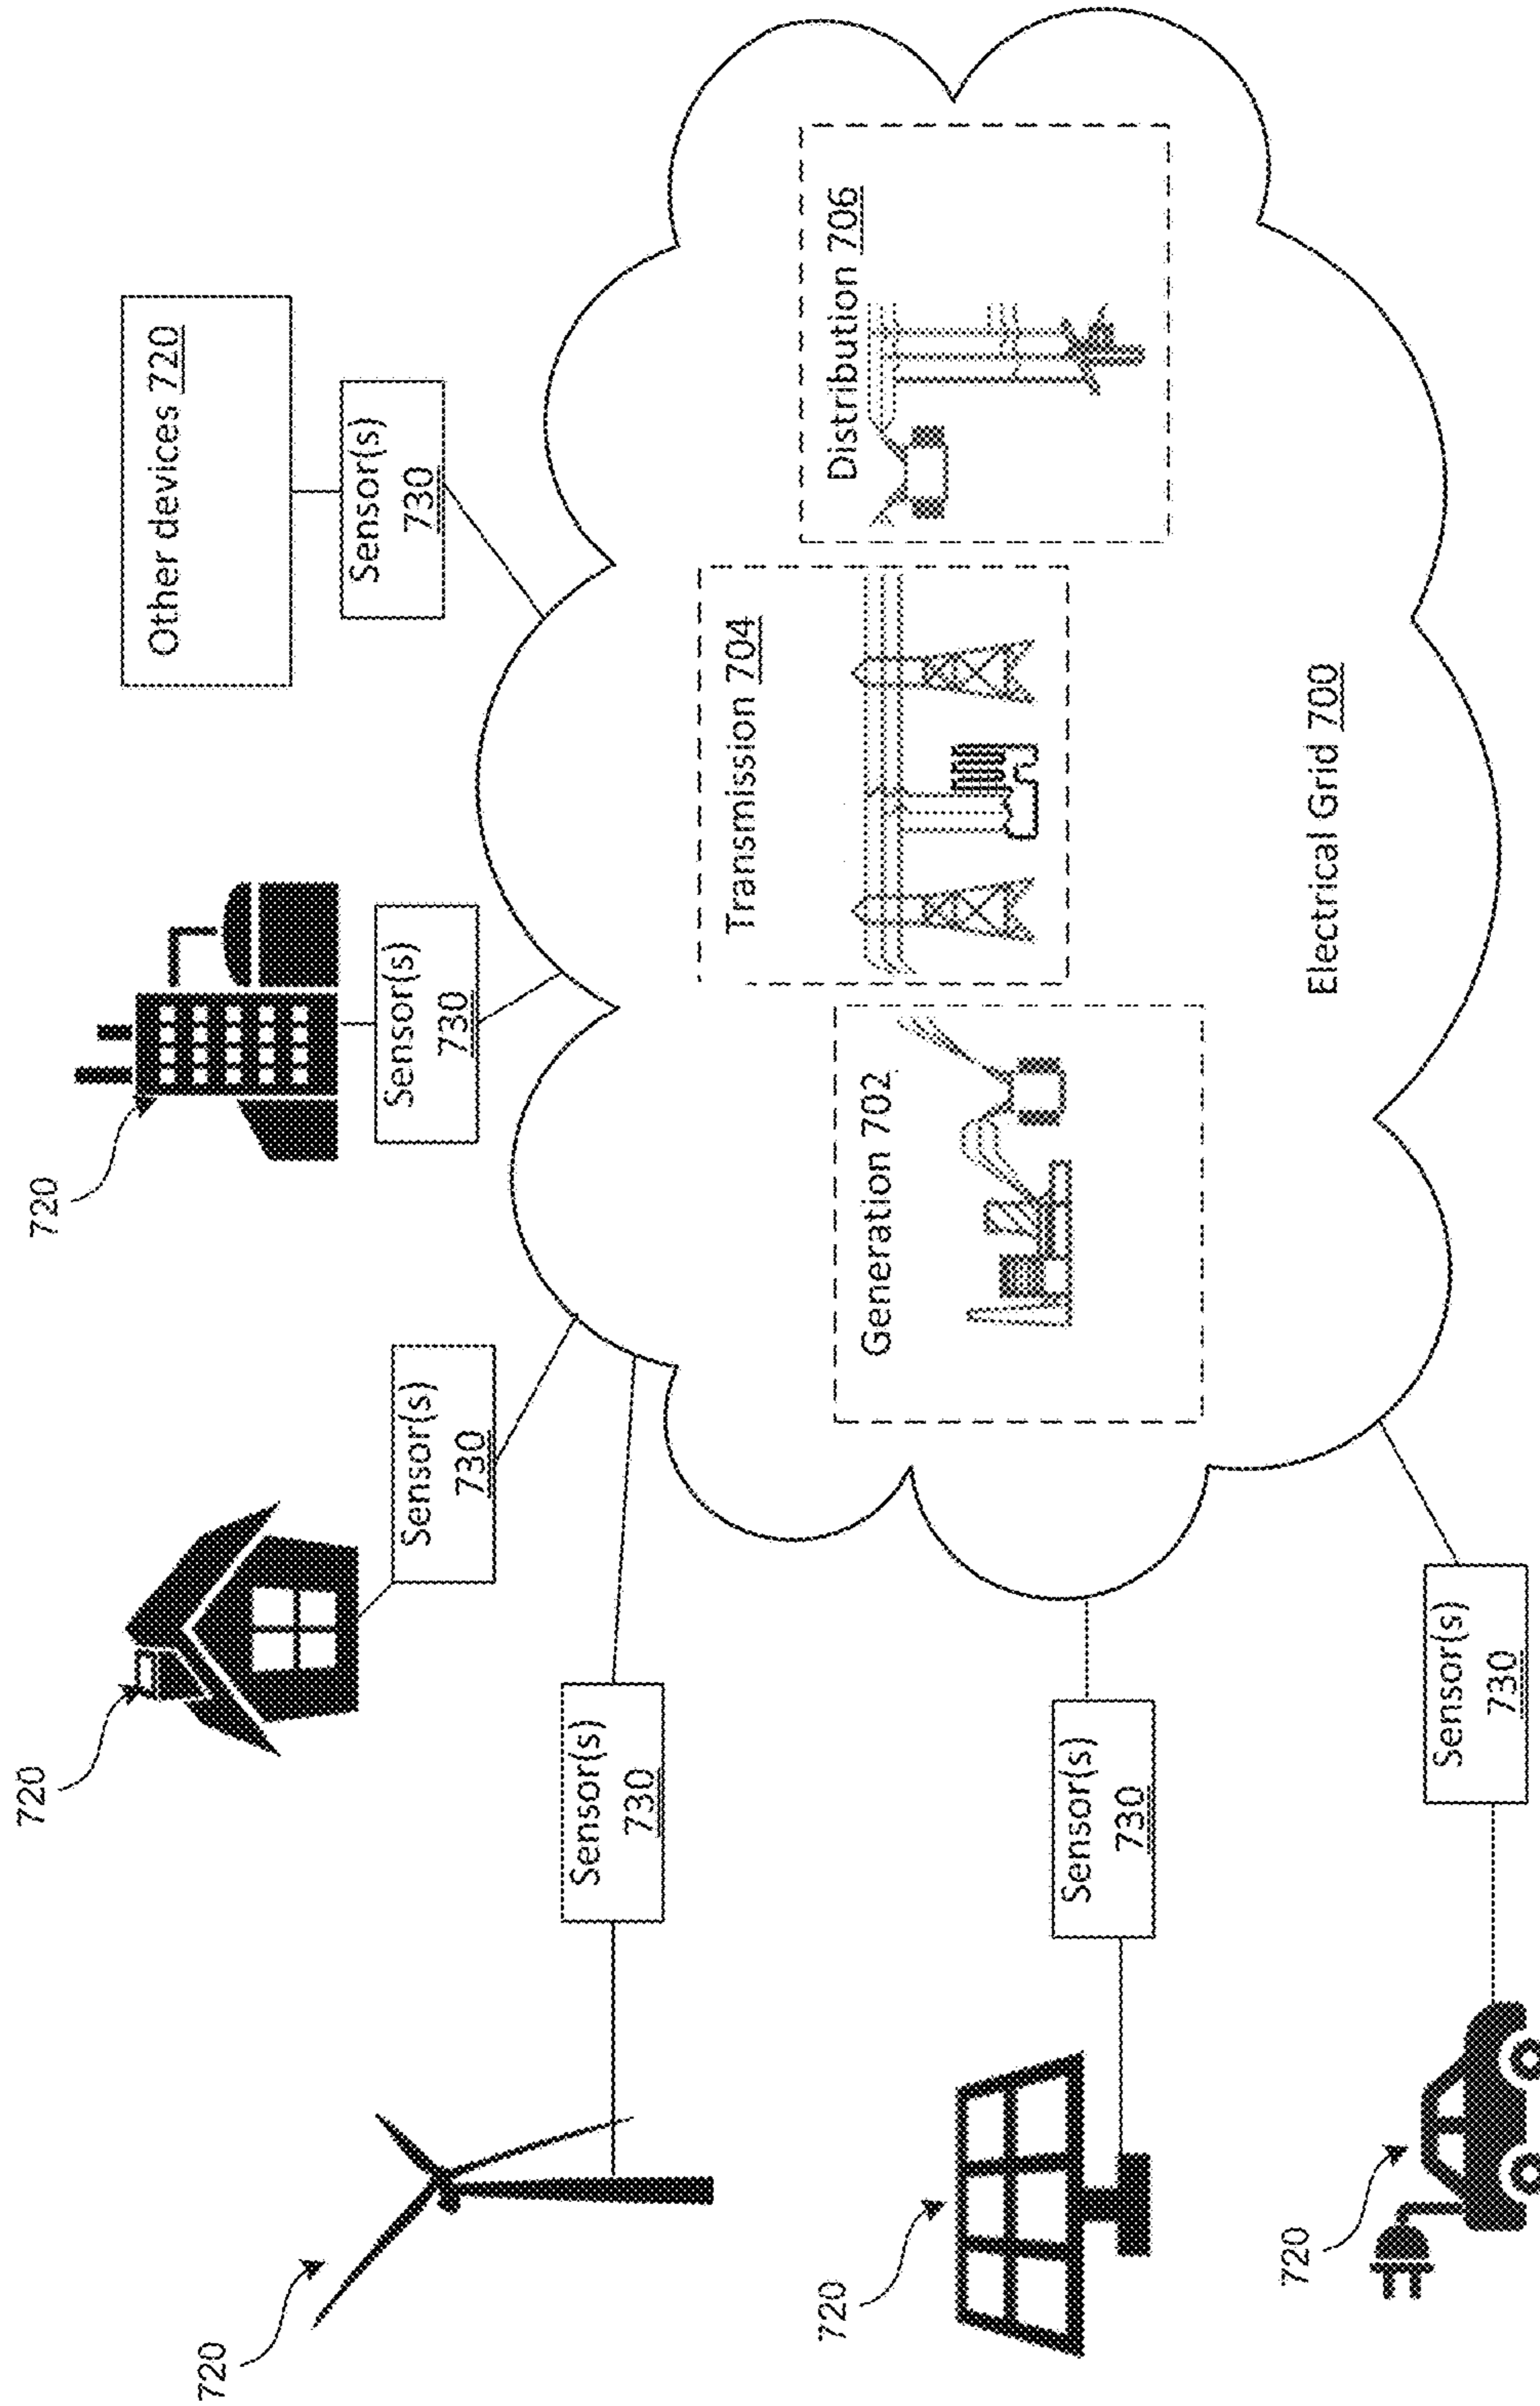 720
720
Other devices 720
720
Sensor(s)
730
Sensor(s)
730
Sensor(s)
730
Sensor(s)
730
Transmission 704
720
Distribution 706
Generation 702
Sensor(s)
730
720
Electrical Grid 700
Sensor(s)
730